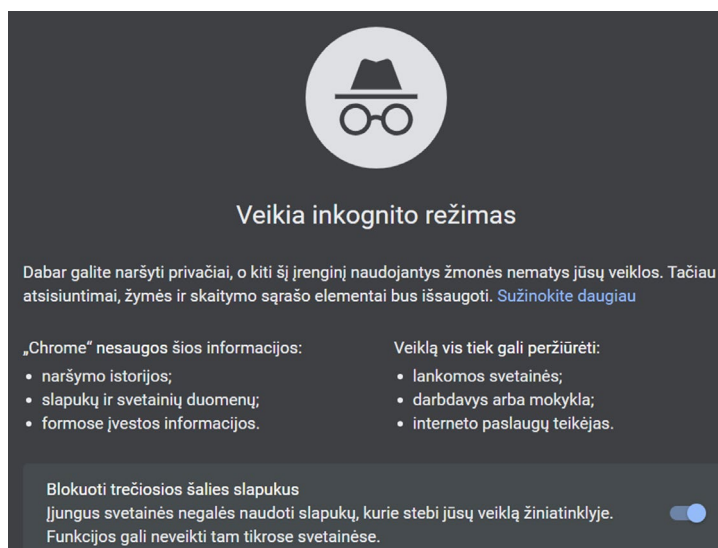 Veikia inkognito režimas
Dabar galite naršyti privačiai, o kiti šį įrenginį naudojantys žmonės nematys jūsų veiklos. Tačiau
atsisiuntimai, žymės ir skaitymo sąrašo elementai bus išsaugoti. Sužinokite daugiau
„Chrome“ nesaugos šios informacijos:
• naršymo istorijos;
• slapukų ir svetainių duomenų;
• formose įvestos informacijos.
Veiklą vis tiek gali peržiūrėti:
• lankomos svetainės;
• darbdavys arba mokykla;
• interneto paslaugų teikėjas.
Blokuoti trečiosios šalies slapukus
Įjungus svetainės negalės naudoti slapukų, kurie stebi jūsų veiklą žiniatinklyje.
Funkcijos gali neveikti tam tikrose svetainėse.